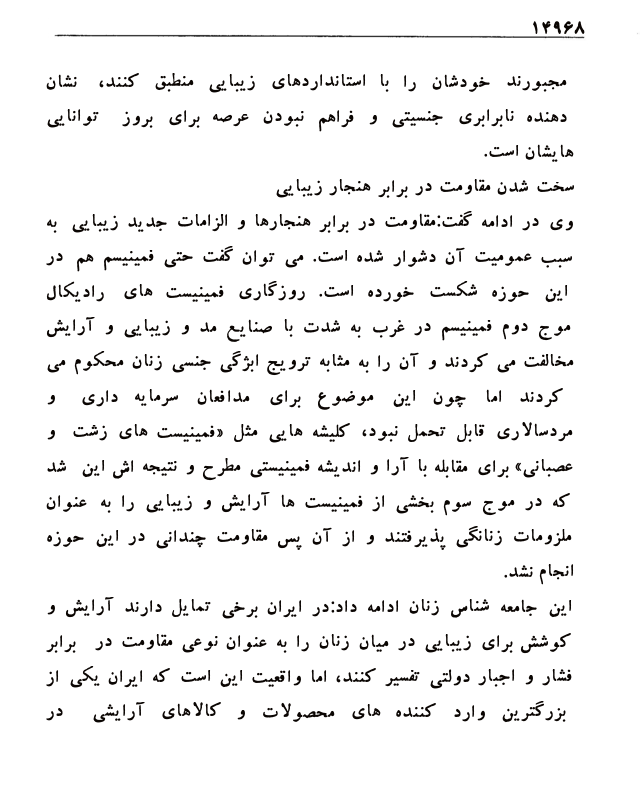 ۱۴۹۶۸
مجبورند خودشان را با استانداردهای زیبایی منطبق کنند، نشان
دهنده نابرابری جنسیتی و فراهم نبودن عرصه برای بروز توانایی
هایشان است.
سخت شدن مقاومت در برابر هنجار زیبایی
وی در ادامه گفت:مقاومت در برابر هنجارها و الزامات جدید زیبایی به
سبب عمومیت آن دشوار شده است. می توان گفت حتی فمینیسم هم در
این حوزه شکست خورده است. روزگاری فمینیست های رادیکال
موج دوم فمینیسم در غرب به شدت با صنایع مد و زیبایی و آرایش
مخالفت می کردند و آن را به مثابه ترویج ابژگی جنسی زنان محکوم می
کردند اما چون این موضوع برای مدافعان سرمایه داری و
مردسالاری قابل تحمل نبود، کلیشه هایی مثل «فمینیست های زشت و
عصبانی» برای مقابله با آرا و اندیشه فمینیستی مطرح و نتیجه اش این شد
که در موج سوم بخشی از فمینیست ها آرایش و زیبایی را به عنوان
ملزومات زنانگی پذیرفتند و از آن پس مقاومت چندانی در این حوزه
انجام نشد.
این جامعه شناس زنان ادامه داد:در ایران برخی تمایل دارند آرایش و
کوشش برای زیبایی در میان زنان را به عنوان نوعی مقاومت در برابر
فشار و اجبار دولتی تفسیر کنند، اما واقعیت این است که ایران یکی از
بزرگترین وارد کننده های محصولات و کالاهای آرایشی در